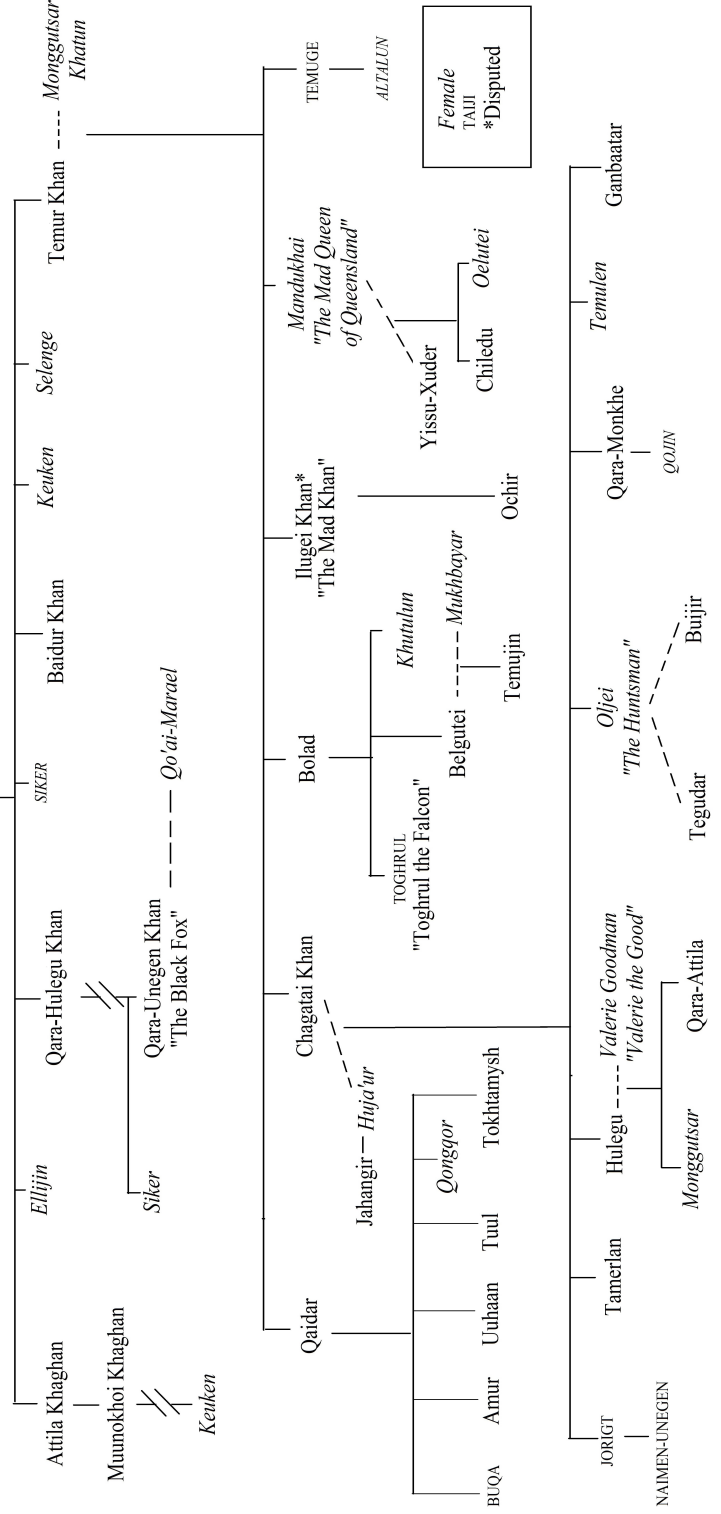 Attila Khaghan
Muunokhoi Khaghan
Keuken
Ellijin
Qara-Hulegu Khan
Siker
Qara-Unegen Khan
"The Black Fox"
Qo'ai-Marael
SIKER
Baidur Khan
Keuken
Selenge
Temur Khan
Monggutsar
Khatun
Qaidar
BUQA
Amur
Uuhaan
Tuul
Qongqor
Tokhtamysh
Chagatai Khan
Jahangir
Huja'ur
Bolad
TOGHRUL
"Toghrul the Falcon"
Belgutei
Mukhbayar
Temujin
Khutulun
Ilugei Khan*
"The Mad Khan"
Ochir
Mandukhai
"The Mad Queen
of Queensland"
Yissu-Xuder
Chiledu
Oelutei
TEMUGE
ALTALUN
Female
TAIJI
*Disputed
JORIGT
NAIMEN-UNEGEN
Tamerlan
Hulegu
Valerie Goodman
"Valerie the Good"
Monggutsar
Qara-Attila
Oljei
"The Huntsman"
Tegudar
Buijir
Qara-Monkhe
QOJIN
Temulen
Ganbaatar